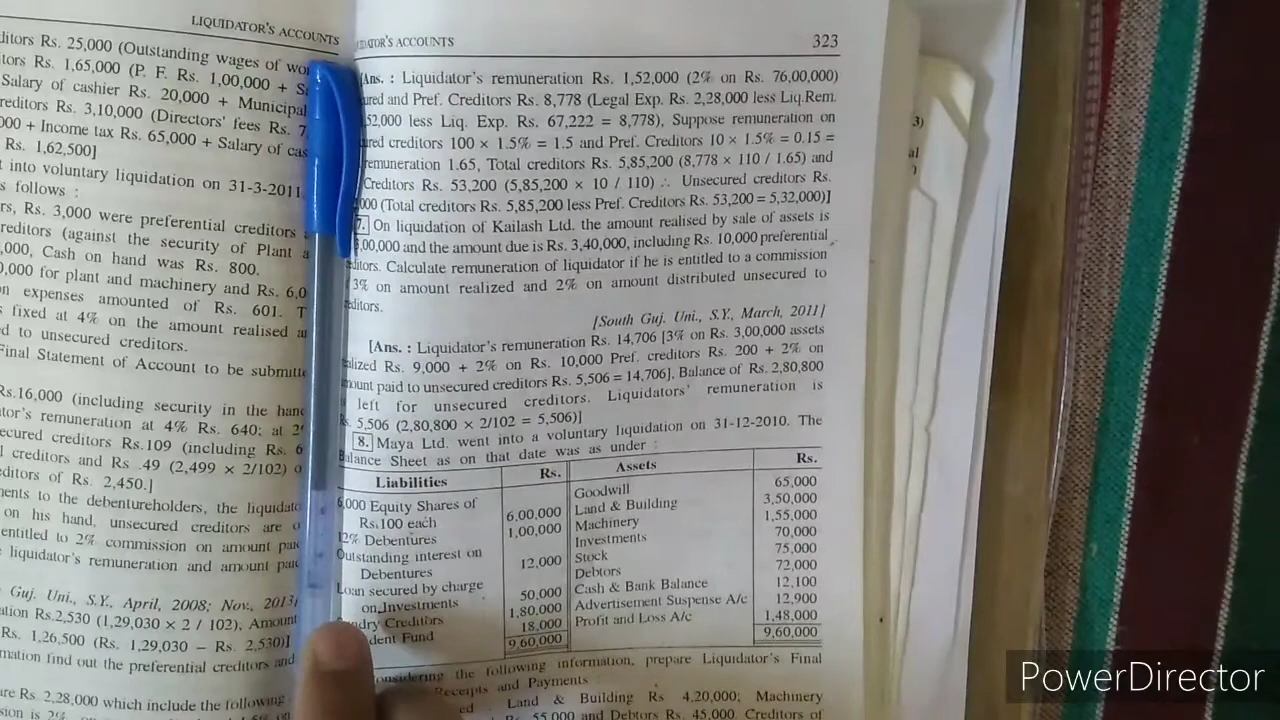 LIQUIDATOR'S ACCOUNTS
ditors Rs. 25,000 (Outstanding wages of
itors Rs. 1,65,000 (P. F. Rs. 1,00,000 +
Salary of cashier Rs. 20,000 + Municipal
reditors Rs. 3,10,000 (Directors' fees Rs. 7
000 + Income tax Rs. 65,000 + Salary of cas
Rs. 1,62,500]
t into voluntary liquidation on 31-3-2011
s follows :
rs, Rs. 3,000 were preferential creditors
reditors (against the security of Plant a
,000, Cash on hand was Rs. 800.
0,000 for plant and machinery and Rs. 6,0
on expenses amounted of Rs. 601. T
s fixed at 4% on the amount realised an
ed to unsecured creditors.
Final Statement of Account to be submitte
Rs.16,000 (including security in the hand
tor's remuneration at 4% Rs. 640; at 2
ecured creditors Rs.109 (including Rs. 6
l creditors and Rs .49 (2,499 × 2/102) o
editors of Rs. 2,450.]
ments to the debentureholders, the liquidato
on his hand, unsecured creditors are o
entitled to 2% commission on amount paid
e liquidator's remuneration and amount paid
Guj. Uni., S.Y., April, 2008; Nov., 2013]
ation Rs.2,530 (1,29,030 × 2 / 102), Amount
Rs. 1,26,500 (Rs. 1,29,030 – Rs. 2,530)]
mation find out the preferential creditors and
are Rs. 2,28,000 which include the following
DATOR'S ACCOUNTS
323
[Ans. : Liquidator's remuneration Rs. 1,52,000 (2% on Rs. 76,00,000)
ured and Pref. Creditors Rs. 8,778 (Legal Exp. Rs. 2,28,000 less Liq.Rem.
52,000 less Liq. Exp. Rs. 67,222 = 8,778), Suppose remuneration on
ured creditors 100 × 1.5% = 1.5 and Pref. Creditors 10 × 1.5% = 0.15 =
remuneration 1.65, Total creditors Rs. 5,85,200 (8,778 × 110 / 1.65) and
Creditors Rs. 53,200 (5,85,200 × 10 / 110) ∴ Unsecured creditors Rs.
000 (Total creditors Rs. 5,85,200 less Pref. Creditors Rs. 53,200 = 5,32,000)]
7. On liquidation of Kailash Ltd. the amount realised by sale of assets is
3,00,000 and the amount due is Rs. 3,40,000, including Rs. 10,000 preferential
editors. Calculate remuneration of liquidator if he is entitled to a commission
3% on amount realized and 2% on amount distributed unsecured to
editors.
[South Guj. Uni., S.Y., March, 2011]
[Ans. : Liquidator's remuneration Rs. 14,706 [3% on Rs. 3,00,000 assets
alized Rs. 9,000 + 2% on Rs. 10,000 Pref. creditors Rs. 200 + 2% on
mount paid to unsecured creditors Rs. 5,506 = 14,706]. Balance of Rs. 2,80,800
left for unsecured creditors. Liquidators' remuneration is
Rs. 5,506 (2,80,800 × 2/102 = 5,506)]
8. Maya Ltd. went into a voluntary liquidation on 31-12-2010. The
Balance Sheet as on that date was as under :
Liabilities Rs. Assets Rs.
6,000 Equity Shares of Goodwill 65,000
Rs.100 each 6,00,000 Land & Building 3,50,000
12% Debentures 1,00,000 Machinery 1,55,000
Outstanding interest on Investments 70,000
Debentures 12,000 Stock 75,000
Loan secured by charge Debtors 72,000
on Investments 50,000 Cash & Bank Balance 12,100
ndry Creditors 1,80,000 Advertisement Suspense A/c 12,900
dent Fund 18,000 Profit and Loss A/c 1,48,000
9,60,000 9,60,000
onsidering the following information, prepare Liquidator's Final
Receipts and Payments :
ed Land & Building Rs 4,20,000; Machinery
Rs. 55,000 and Debtors Rs. 45,000. Creditors of
3)
al
PowerDirector